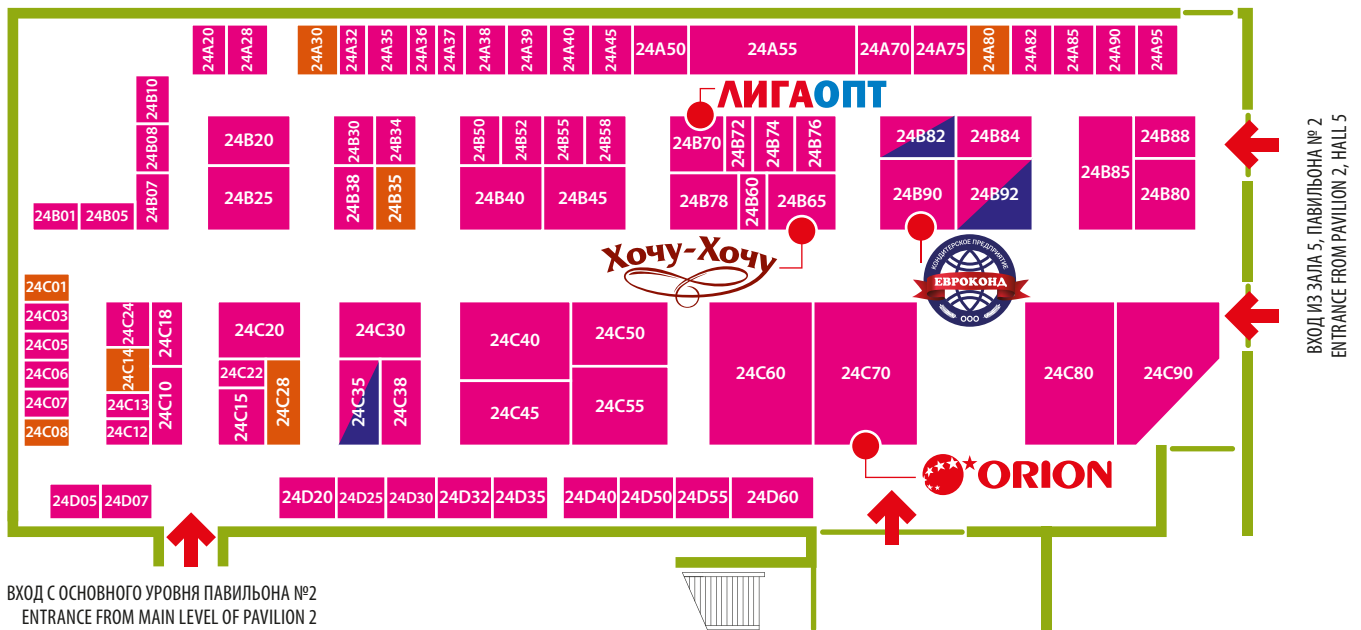 24A20 24A28 24A30 24A32 24A35 24A36 24A37 24A38 24A39 24A40 24A45 24A50 24A55 24A70 24A75 24A80 24A82 24A85 24A90 24A95
ЛИГАОПТ
24B10
24B08
24B07
24B01 24B05
24B20
24B25
24B30 24B34
24B38 24B35
24B50 24B52 24B55 24B58
24B40 24B45
24B70 24B72 24B74 24B76
24B78 24B60 24B65
24B82 24B84
24B90 24B92
24B85
24B88
24B80
ВХОД ИЗ ЗАЛА 5, ПАВИЛЬОНА № 2
ENTRANCE FROM PAVILION 2, HALL 5
Хочу-Хочу
КОНДИТЕРСКОЕ ПРЕДПРИЯТИЕ
ЕВРОКОНД
ООО
24C01
24C03
24C05
24C06
24C07
24C08
24C24 24C18
24C14
24C13 24C10
24C12
24C20
24C22
24C15 24C28
24C30
24C35 24C38
24C40 24C50
24C45 24C55
24C60 24C70
24C80 24C90
ORION
24D05 24D07
24D20 24D25 24D30 24D32 24D35
24D40 24D50 24D55 24D60
ВХОД С ОСНОВНОГО УРОВНЯ ПАВИЛЬОНА №2
ENTRANCE FROM MAIN LEVEL OF PAVILION 2